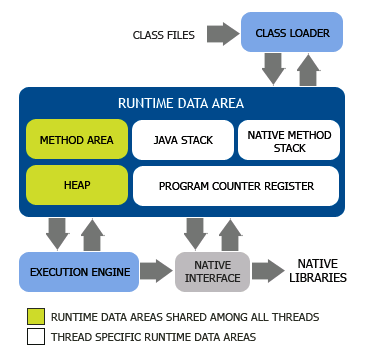 CLASS FILES
CLASS LOADER
RUNTIME DATA AREA
METHOD AREA
JAVA STACK
NATIVE METHOD
STACK
HEAP
PROGRAM COUNTER REGISTER
EXECUTION ENGINE
NATIVE
INTERFACE
NATIVE
LIBRARIES
RUNTIME DATA AREAS SHARED AMONG ALL THREADS
THREAD SPECIFIC RUNTIME DATA AREAS